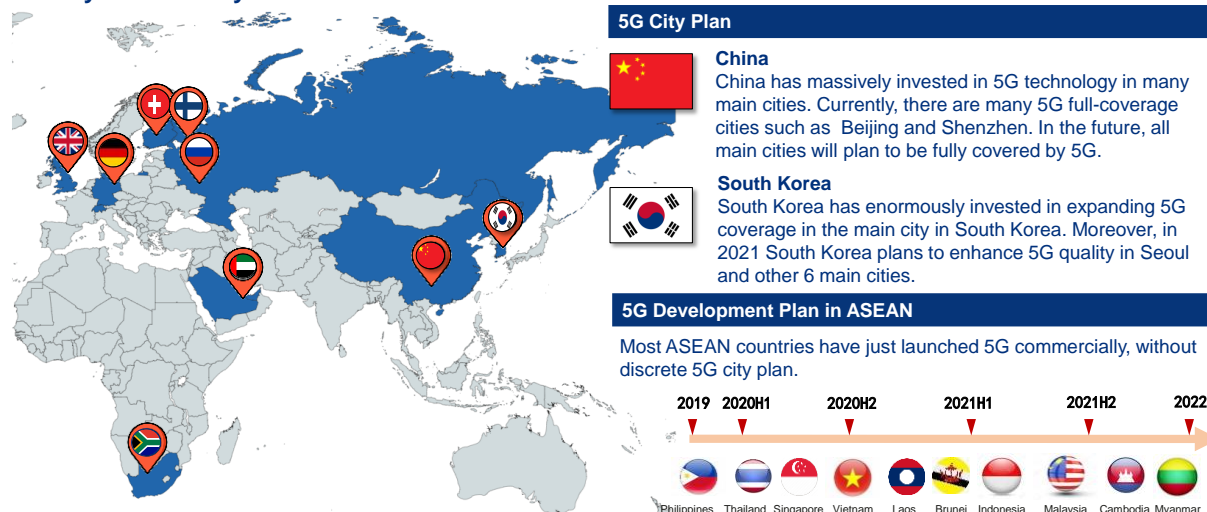 5G City Plan
China
China has massively invested in 5G technology in many
main cities. Currently, there are many 5G full-coverage
cities such as Beijing and Shenzhen. In the future, all
main cities will plan to be fully covered by 5G.
South Korea
South Korea has enormously invested in expanding 5G
coverage in the main city in South Korea. Moreover, in
2021 South Korea plans to enhance 5G quality in Seoul
and other 6 main cities.
5G Development Plan in ASEAN
Most ASEAN countries have just launched 5G commercially, without
discrete 5G city plan.
2019 2020H1 2020H2 2021H1 2021H2 2022
Philippines Thailand Singapore Vietnam Laos Brunei Indonesia Malaysia Cambodia Myanmar